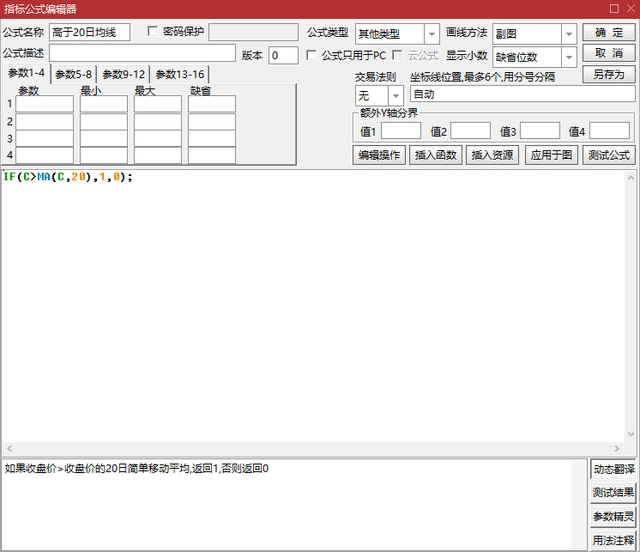 指标公式编辑器
公式名称 高于20日均线 密码保护 公式类型 其他类型 画线方法 副图 确 定
公式描述 版本 0 公式只用于PC 云公式 显示小数 缺省位数 取 消
参数1-4 参数5-8 参数9-12 参数13-16 交易法则 坐标线位置,最多6个,用分号分隔 另存为
参数 最小 最大 缺省 无 自动
1
额外Y轴分界
2 值1 值2 值3 值4
3
4 编辑操作 插入函数 插入资源 应用于图 测试公式
IF(C>MA(C,20),1,0);
如果收盘价>收盘价的20日简单移动平均,返回1,否则返回0
动态翻译
测试结果
参数精灵
用法注释